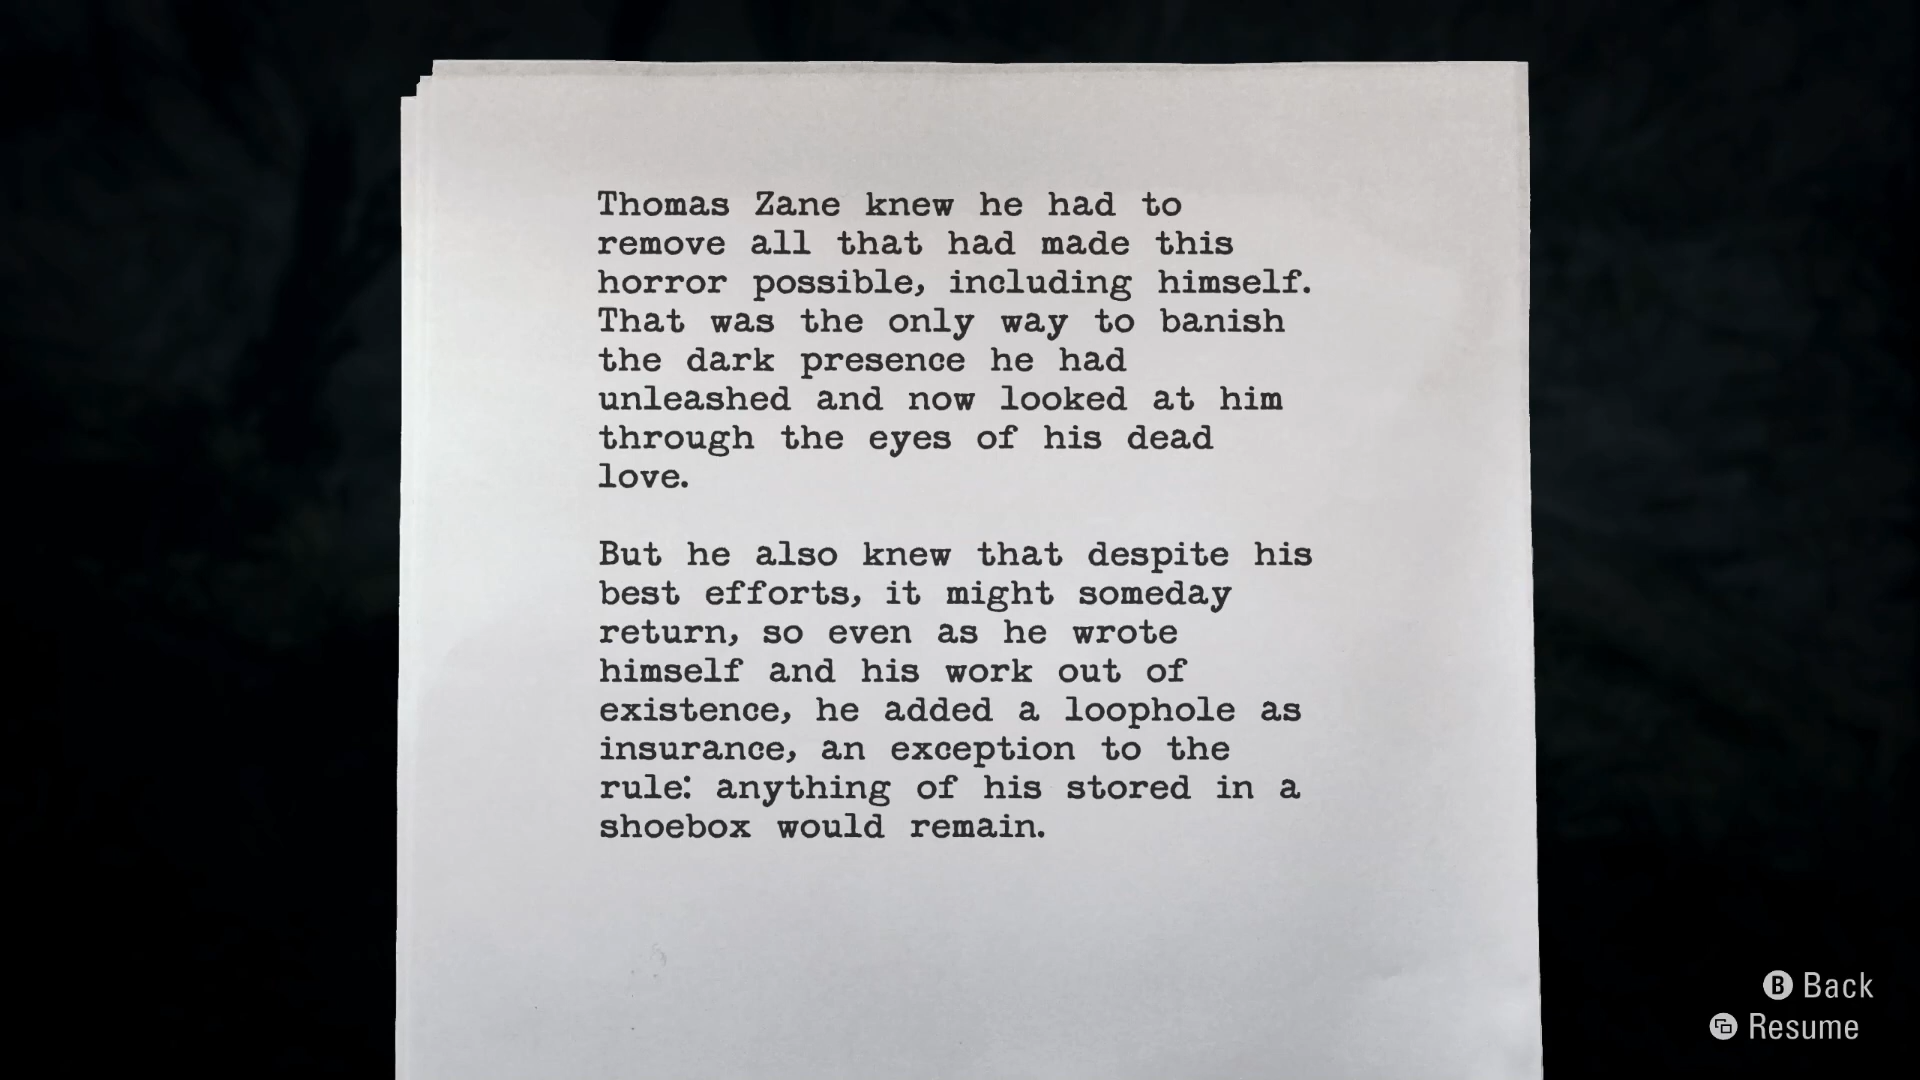 Thomas Zane knew he had to
remove all that had made this
horror possible, including himself.
That was the only way to banish
the dark presence he had
unleashed and now looked at him
through the eyes of his dead
love.
But he also knew that despite his
best efforts, it might someday
return, so even as he wrote
himself and his work out of
existence, he added a loophole as
insurance, an exception to the
rule: anything of his stored in a
shoebox would remain.
B Back
Resume